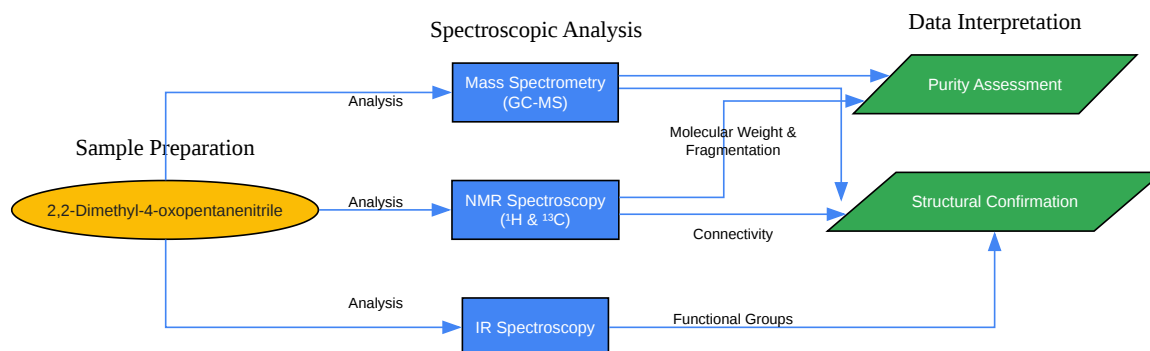 Spectroscopic Analysis
Data Interpretation
Mass Spectrometry
(GC-MS)
Purity Assessment
Analysis
Molecular Weight &
Fragmentation
Sample Preparation
2,2-Dimethyl-4-oxopentanenitrile
Analysis
NMR Spectroscopy
(¹H & ¹³C)
Structural Confirmation
Connectivity
Analysis
IR Spectroscopy
Functional Groups